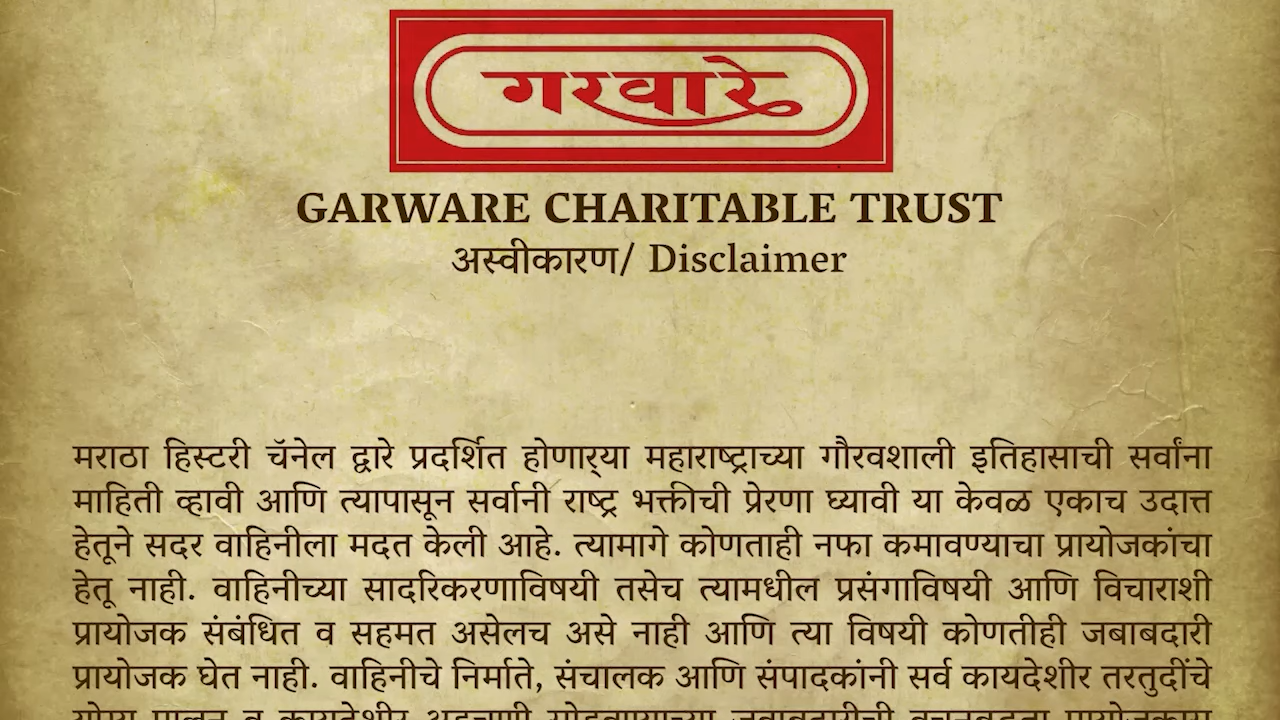 गरवारे
GARWARE CHARITABLE TRUST
अस्वीकारण/ Disclaimer
मराठा हिस्टरी चॅनेल द्वारे प्रदर्शित होणाऱ्या महाराष्ट्राच्या गौरवशाली इतिहासाची सर्वांना
माहिती व्हावी आणि त्यापासून सर्वानी राष्ट्र भक्तीची प्रेरणा घ्यावी या केवळ एकाच उदात्त
हेतूने सदर वाहिनीला मदत केली आहे. त्यामागे कोणताही नफा कमावण्याचा प्रायोजकांचा
हेतू नाही. वाहिनीच्या सादरिकरणाविषयी तसेच त्यामधील प्रसंगाविषयी आणि विचाराशी
प्रायोजक संबंधित व सहमत असेलच असे नाही आणि त्या विषयी कोणतीही जबाबदारी
प्रायोजक घेत नाही. वाहिनीचे निर्माते, संचालक आणि संपादकांनी सर्व कायदेशीर तरतुदींचे